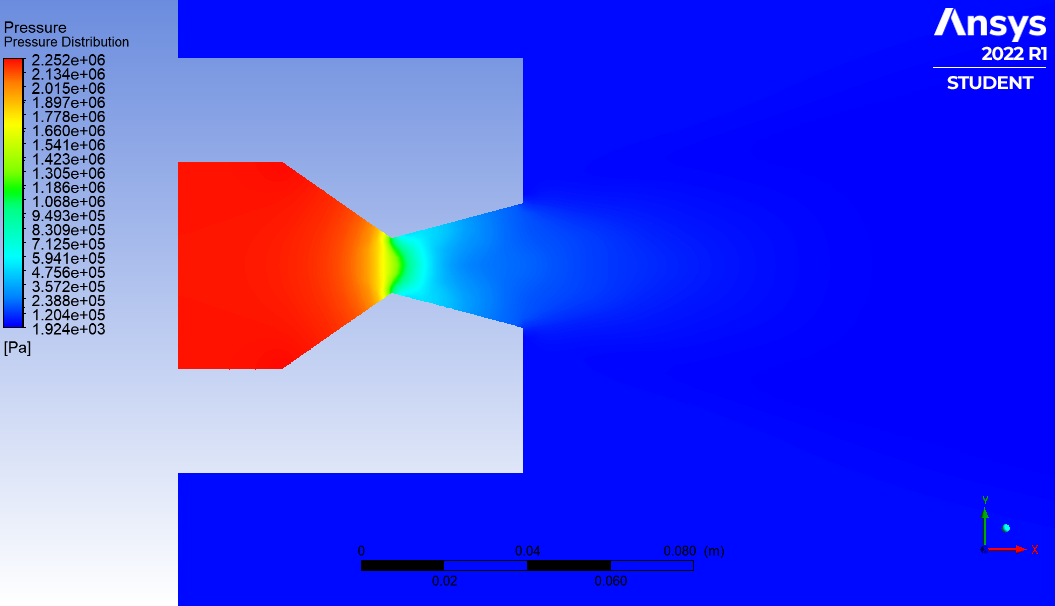 Pressure
Pressure Distribution
2.252e+06
2.134e+06
2.015e+06
1.897e+06
1.778e+06
1.660e+06
1.541e+06
1.423e+06
1.305e+06
1.186e+06
1.068e+06
9.493e+05
8.309e+05
7.125e+05
5.941e+05
4.756e+05
3.572e+05
2.388e+05
1.204e+05
1.924e+03
[Pa]
Ansys
2022 R1
STUDENT
0 0.04 0.080 (m)
0.02 0.060
Y
X